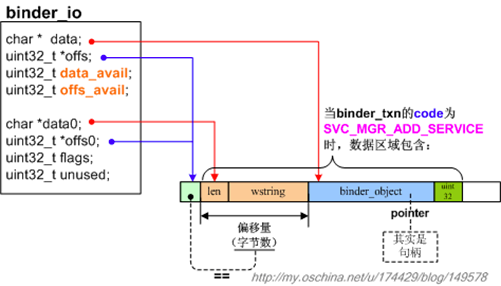 binder_io
char * data;
uint32_t *offs;
uint32_t data_avail;
uint32_t offs_avail;
char *data0;
uint32_t *offs0;
uint32_t flags;
uint32_t unused;
当binder_txn的code为
SVC_MGR_ADD_SERVICE
时，数据区域包含：
len
wstring
binder_object
uint
32
偏移量
（字节数）
pointer
其实是
句柄
==
http://my.oschina.net/u/174429/blog/149578